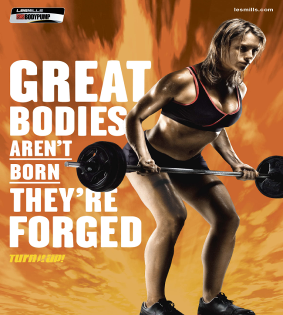 LESMILLS
BODYPUMP
lesmills.com
GREAT
BODIES
AREN'T
BORN
THEY'RE
FORGED
TURN IT UP!